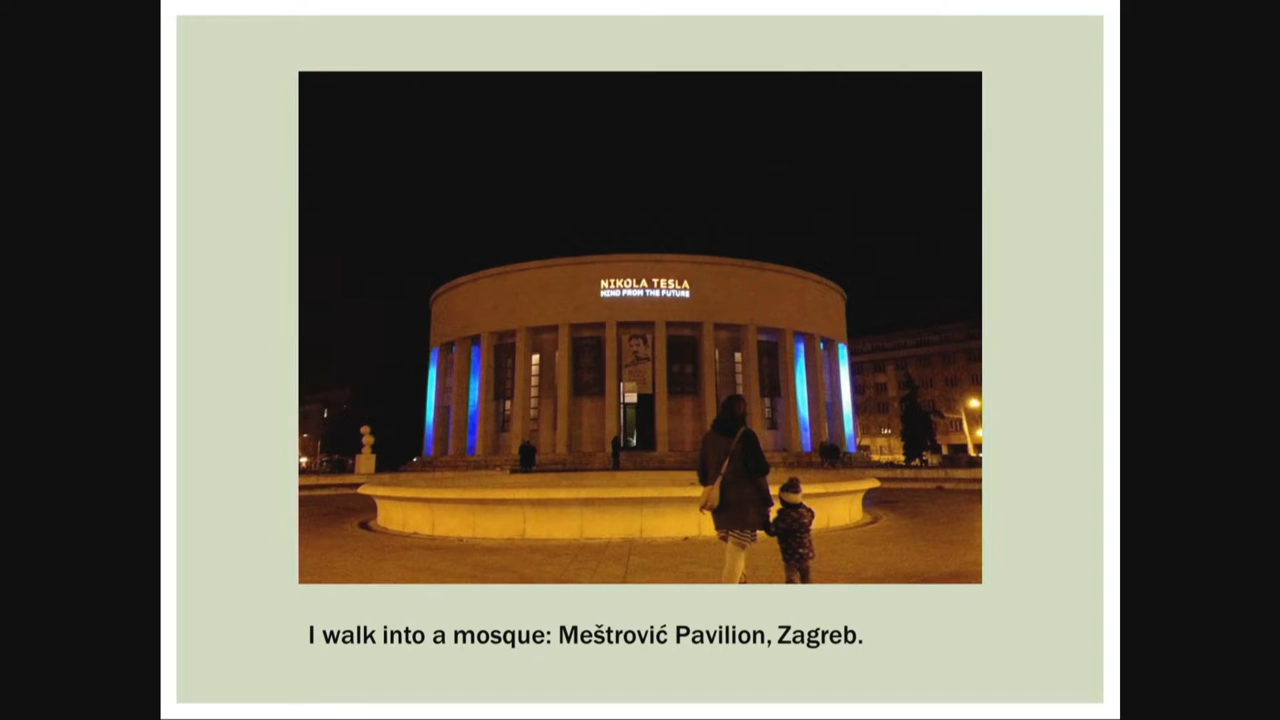 NIKOLA TESLA
MIND FROM THE FUTURE
I walk into a mosque: Meštrović Pavilion, Zagreb.